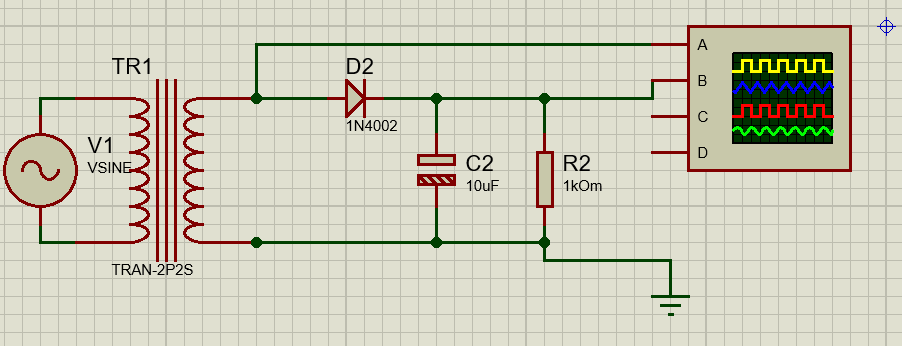 TR1
TRAN-2P2S
V1
VSINE
D2
1N4002
C2
10uF
R2
1kOm
A
B
C
D